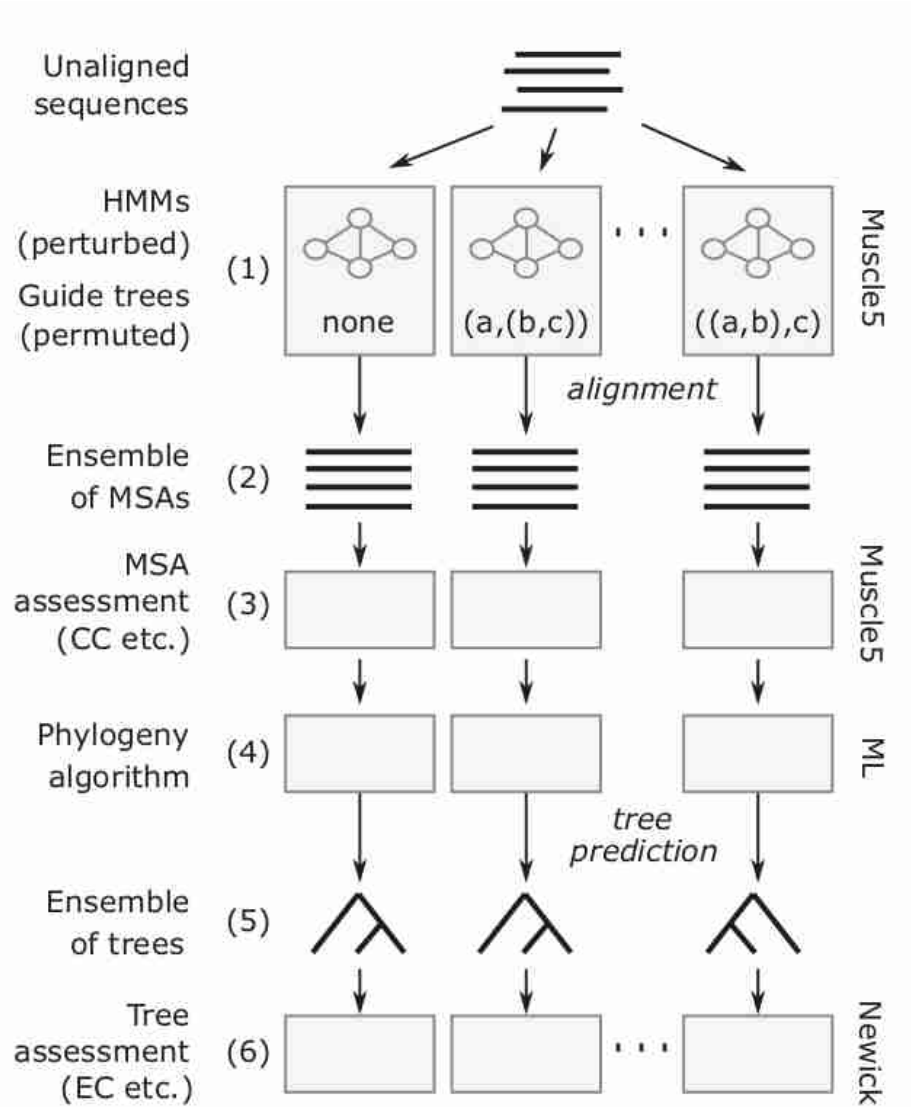 Unaligned
sequences
HMMs
(perturbed)
Guide trees
(permuted)
(1)
none
(a,(b,c))
. . .
((a,b),c)
Muscle5
alignment
Ensemble
of MSAs
(2)
MSA
assessment
(CC etc.)
(3)
Muscle5
Phylogeny
algorithm
(4)
ML
tree
prediction
Ensemble
of trees
(5)
Tree
assessment
(EC etc.)
(6)
. . .
Newick